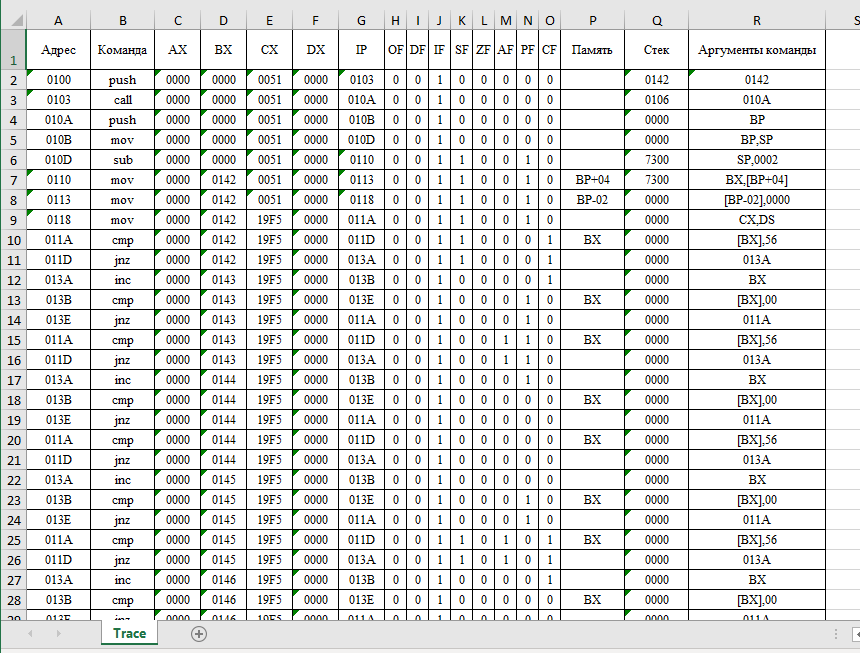 A B C D E F G H I J K L M N O P Q R S
1 Адрес Команда AX BX CX DX IP OF DF IF SF ZF AF PF CF Память Стек Аргументы команды
2 0100 push 0000 0000 0051 0000 0103 0 0 1 0 0 0 0 0 0142 0142
3 0103 call 0000 0000 0051 0000 010A 0 0 1 0 0 0 0 0 0106 010A
4 010A push 0000 0000 0051 0000 010B 0 0 1 0 0 0 0 0 0000 BP
5 010B mov 0000 0000 0051 0000 010D 0 0 1 0 0 0 0 0 0000 BP,SP
6 010D sub 0000 0000 0051 0000 0110 0 0 1 1 0 0 1 0 7300 SP,0002
7 0110 mov 0000 0142 0051 0000 0113 0 0 1 1 0 0 1 0 BP+04 7300 BX,[BP+04]
8 0113 mov 0000 0142 0051 0000 0118 0 0 1 1 0 0 1 0 BP-02 0000 [BP-02],0000
9 0118 mov 0000 0142 19F5 0000 011A 0 0 1 1 0 0 1 0 0000 CX,DS
10 011A cmp 0000 0142 19F5 0000 011D 0 0 1 1 0 0 0 1 BX 0000 [BX],56
11 011D jnz 0000 0142 19F5 0000 013A 0 0 1 1 0 0 0 1 0000 013A
12 013A inc 0000 0143 19F5 0000 013B 0 0 1 0 0 0 0 1 0000 BX
13 013B cmp 0000 0143 19F5 0000 013E 0 0 1 0 0 0 1 0 BX 0000 [BX],00
14 013E jnz 0000 0143 19F5 0000 011A 0 0 1 0 0 0 1 0 0000 011A
15 011A cmp 0000 0143 19F5 0000 011D 0 0 1 0 0 1 1 0 BX 0000 [BX],56
16 011D jnz 0000 0143 19F5 0000 013A 0 0 1 0 0 1 1 0 0000 013A
17 013A inc 0000 0144 19F5 0000 013B 0 0 1 0 0 0 1 0 0000 BX
18 013B cmp 0000 0144 19F5 0000 013E 0 0 1 0 0 0 0 0 BX 0000 [BX],00
19 013E jnz 0000 0144 19F5 0000 011A 0 0 1 0 0 0 0 0 0000 011A
20 011A cmp 0000 0144 19F5 0000 011D 0 0 1 0 0 0 0 0 BX 0000 [BX],56
21 011D jnz 0000 0144 19F5 0000 013A 0 0 1 0 0 0 0 0 0000 013A
22 013A inc 0000 0145 19F5 0000 013B 0 0 1 0 0 0 0 0 0000 BX
23 013B cmp 0000 0145 19F5 0000 013E 0 0 1 0 0 0 1 0 BX 0000 [BX],00
24 013E jnz 0000 0145 19F5 0000 011A 0 0 1 0 0 0 1 0 0000 011A
25 011A cmp 0000 0145 19F5 0000 011D 0 0 1 1 0 1 0 1 BX 0000 [BX],56
26 011D jnz 0000 0145 19F5 0000 013A 0 0 1 1 0 1 0 1 0000 013A
27 013A inc 0000 0146 19F5 0000 013B 0 0 1 0 0 0 0 1 0000 BX
28 013B cmp 0000 0146 19F5 0000 013E 0 0 1 0 0 0 0 0 BX 0000 [BX],00
29 013E jnz 0000 0146 19F5 0000 011A 0 0 1 0 0 0 0 0 0000 011A
Trace